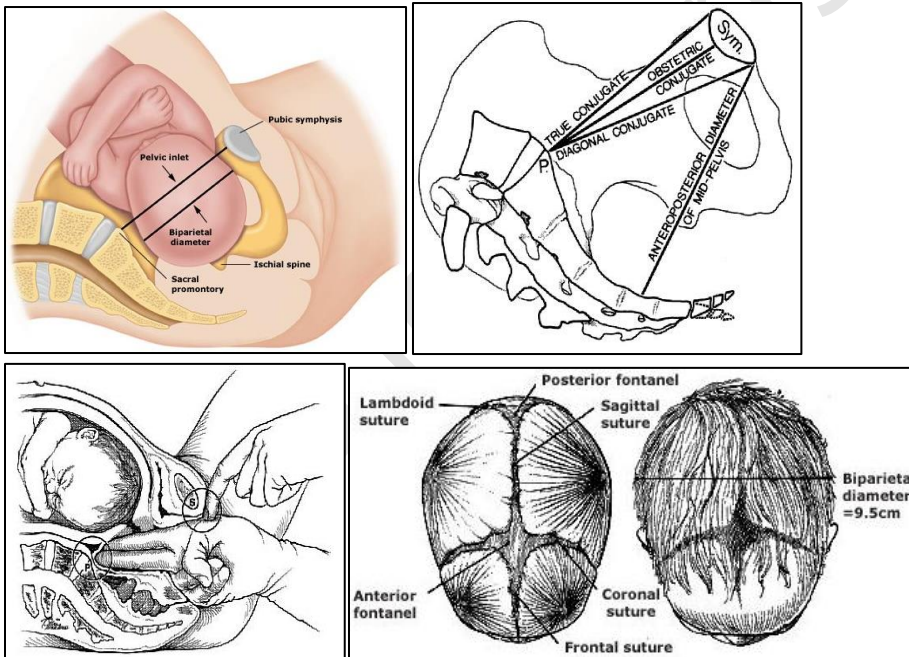 Pubic symphysis
Pelvic inlet
Biparietal
diameter
Ischial spine
Sacral
promontory
Sym.
TRUE CONJUGATE
OBSTETRIC
CONJUGATE
DIAGONAL CONJUGATE
P.
ANTEROPOSTERIOR DIAMETER
OF MID-PELVIS
S
P
Posterior fontanel
Lambdoid
suture
Sagittal
suture
Biparieta
diameter
=9.5cm
Anterior
fontanel
Coronal
suture
Frontal suture